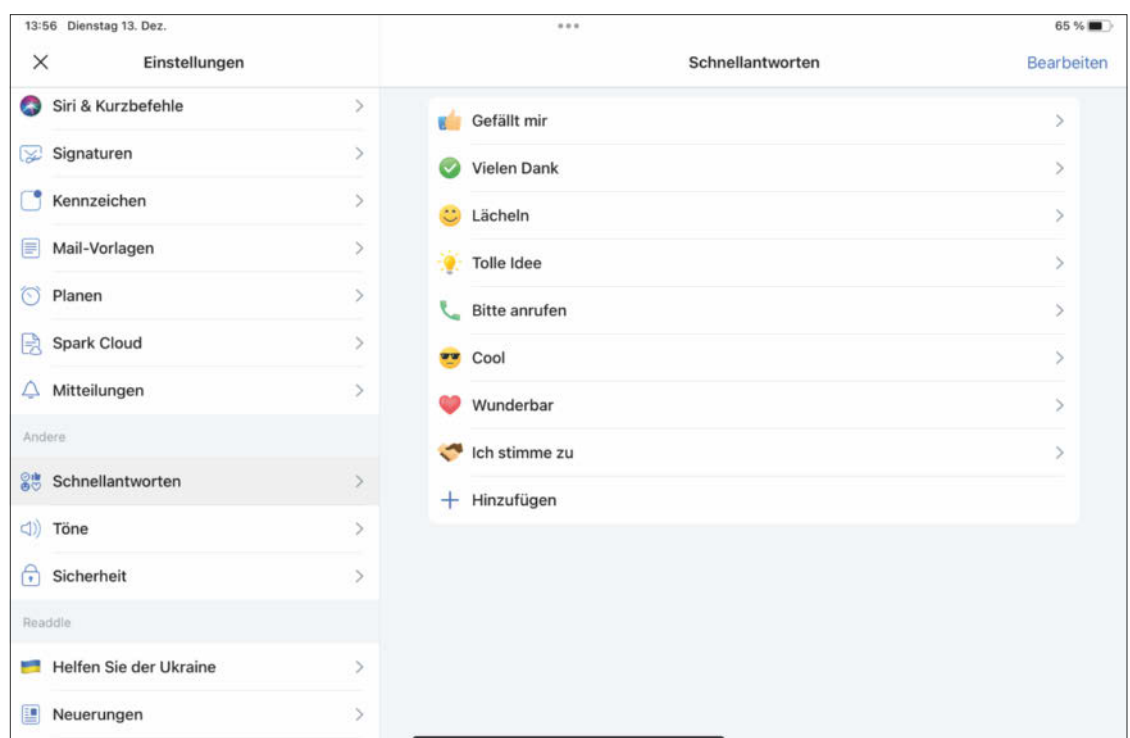 13:56 Dienstag 13. Dez.
65 %
Einstellungen
Siri & Kurzbefehle
Signaturen
Kennzeichen
Mail-Vorlagen
Planen
Spark Cloud
Mitteilungen
Andere
Schnellantworten
Töne
Sicherheit
Readdle
Helfen Sie der Ukraine
Neuerungen
Schnellantworten
Bearbeiten
Gefällt mir
Vielen Dank
Lächeln
Tolle Idee
Bitte anrufen
Cool
Wunderbar
Ich stimme zu
Hinzufügen